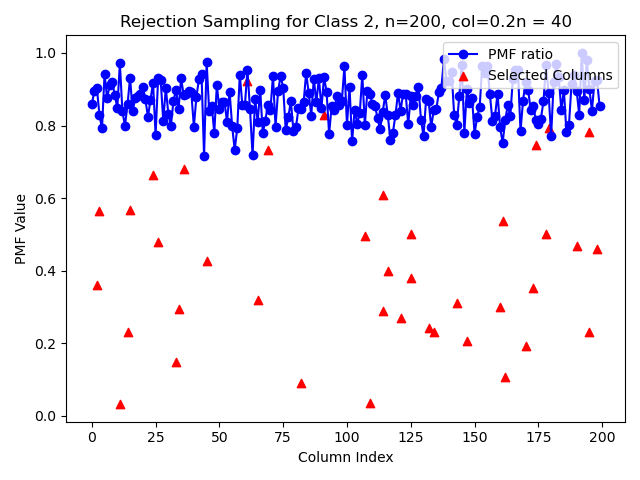 Rejection Sampling for Class 2, n=200, col=0.2n = 40
PMF ratio
Selected Columns
PMF Value
1.0
0.8
0.6
0.4
0.2
0.0
0 25 50 75 100 125 150 175 200
Column Index